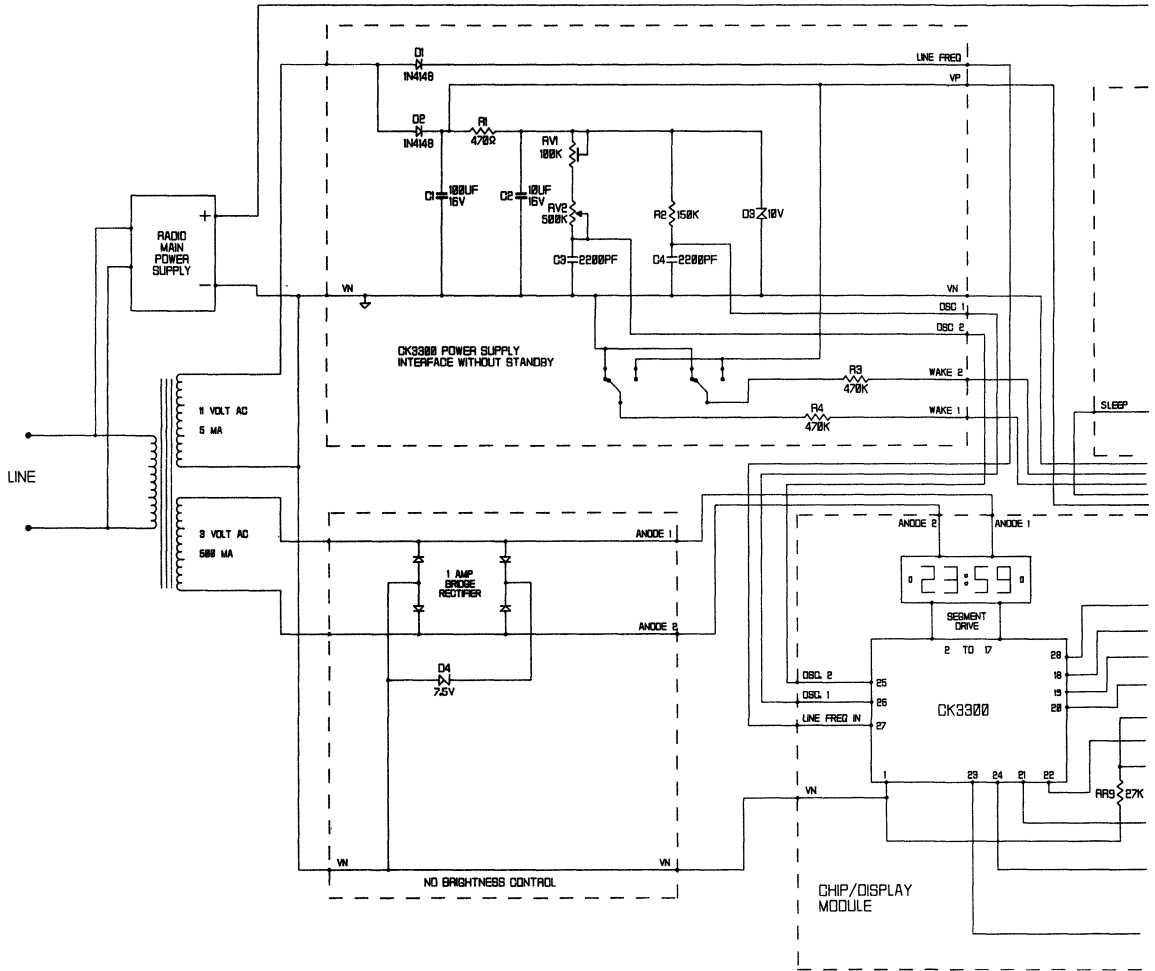 D1
1N4148
LINE FREQ
VP
D2
1N4148
R1
470Ω
RV1
100K
C1
100UF
16V
C2
10UF
16V
RV2
500K
R2
150K
D3
10V
C3
2200PF
C4
2200PF
RADIO
MAIN
POWER
SUPPLY
+
−
VN
VN
OSC 1
OSC 2
CK3300 POWER SUPPLY
INTERFACE WITHOUT STANDBY
R3
470K
WAKE 2
R4
470K
WAKE 1
SLEEP
11 VOLT AC
5 MA
LINE
3 VOLT AC
500 MA
ANODE 1
ANODE 2
ANODE 1
1 AMP
BRIDGE
RECTIFIER
23:59
ANODE 2
SEGMENT
DRIVE
2 TO 17
D4
7.5V
OSC. 2
OSC. 1
LINE FREQ IN
25
26
27
CK3300
28
18
19
20
1
23
24
21
22
RR9
27K
VN
VN
VN
NO BRIGHTNESS CONTROL
CHIP/DISPLAY
MODULE